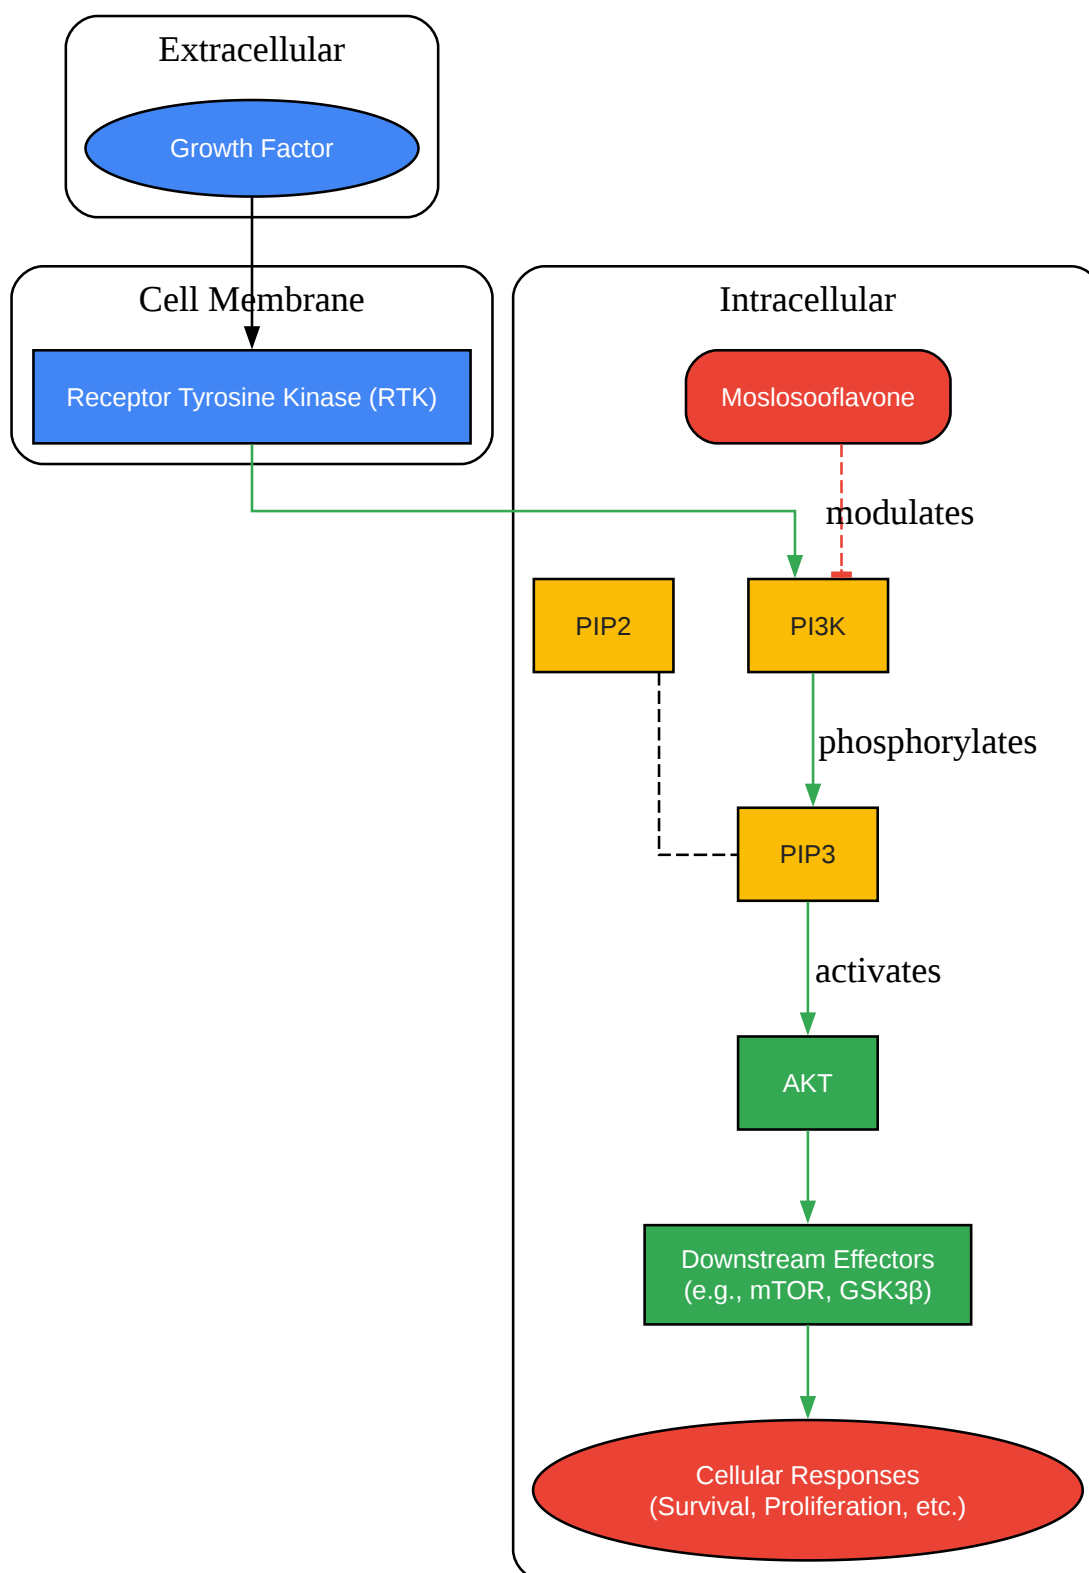 Extracellular
Growth Factor
Cell Membrane
Receptor Tyrosine Kinase (RTK)
Intracellular
Moslosooflavone
modulates
PIP2
PI3K
phosphorylates
PIP3
activates
AKT
Downstream Effectors
(e.g., mTOR, GSK3β)
Cellular Responses
(Survival, Proliferation, etc.)